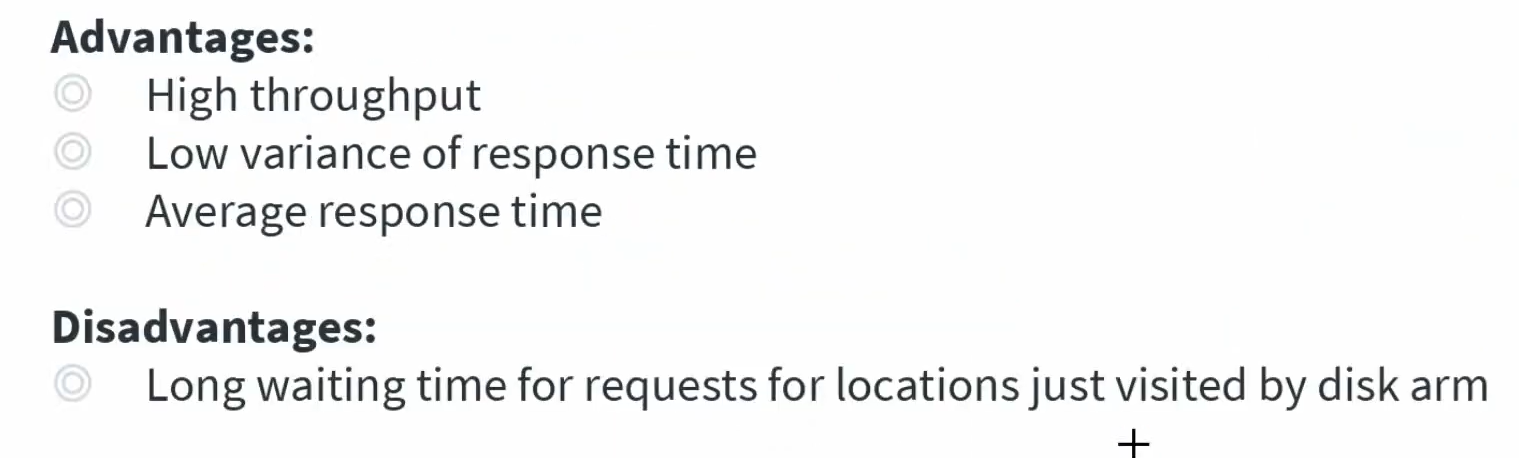 Advantages:
High throughput
Low variance of response time
Average response time
Disadvantages:
Long waiting time for requests for locations just visited by disk arm